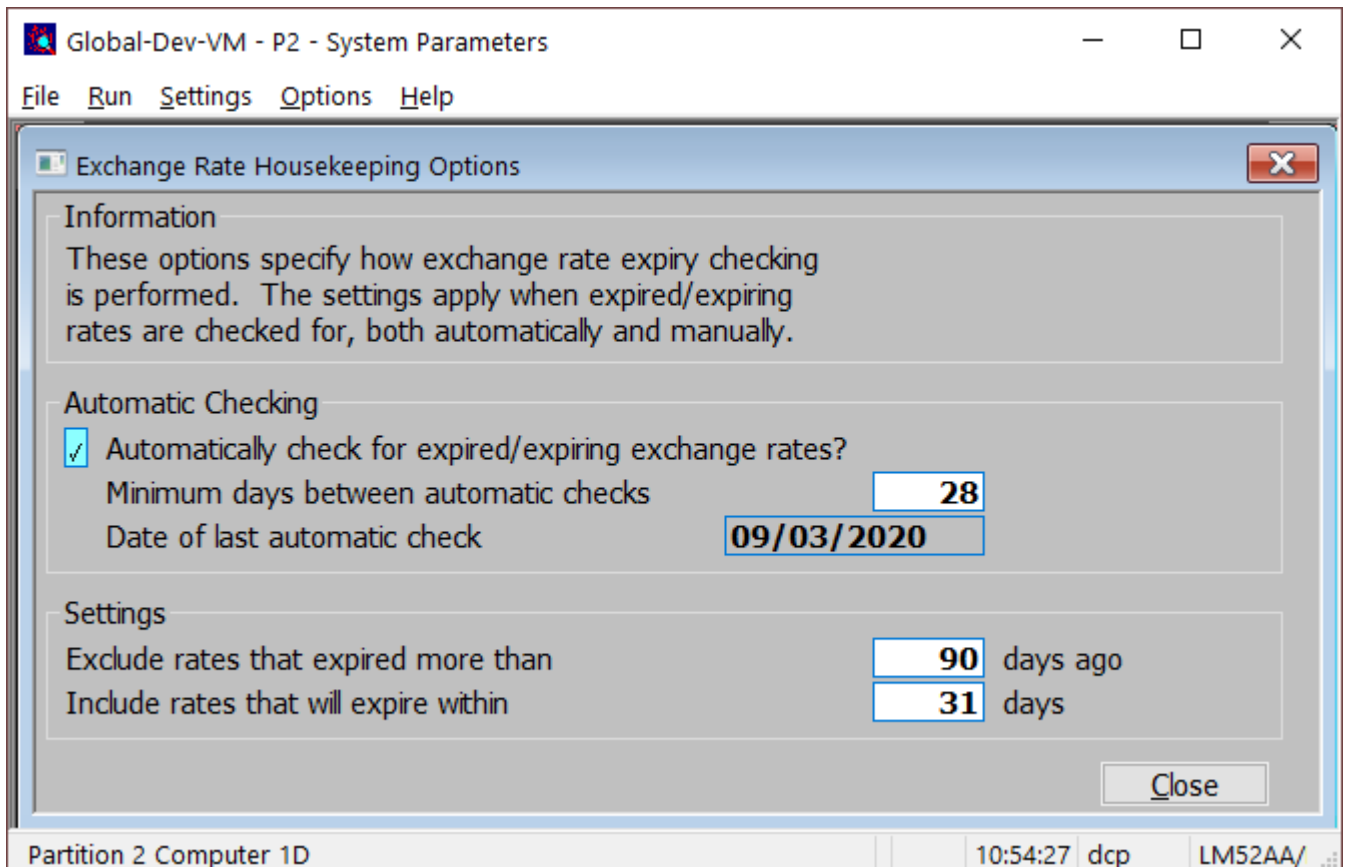 Global-Dev-VM - P2 - System Parameters
File Run Settings Options Help
Exchange Rate Housekeeping Options
Information
These options specify how exchange rate expiry checking
is performed. The settings apply when expired/expiring
rates are checked for, both automatically and manually.
Automatic Checking
Automatically check for expired/expiring exchange rates?
Minimum days between automatic checks 28
Date of last automatic check 09/03/2020
Settings
Exclude rates that expired more than 90 days ago
Include rates that will expire within 31 days
Close
Partition 2 Computer 1D 10:54:27 dcp LM52AA/